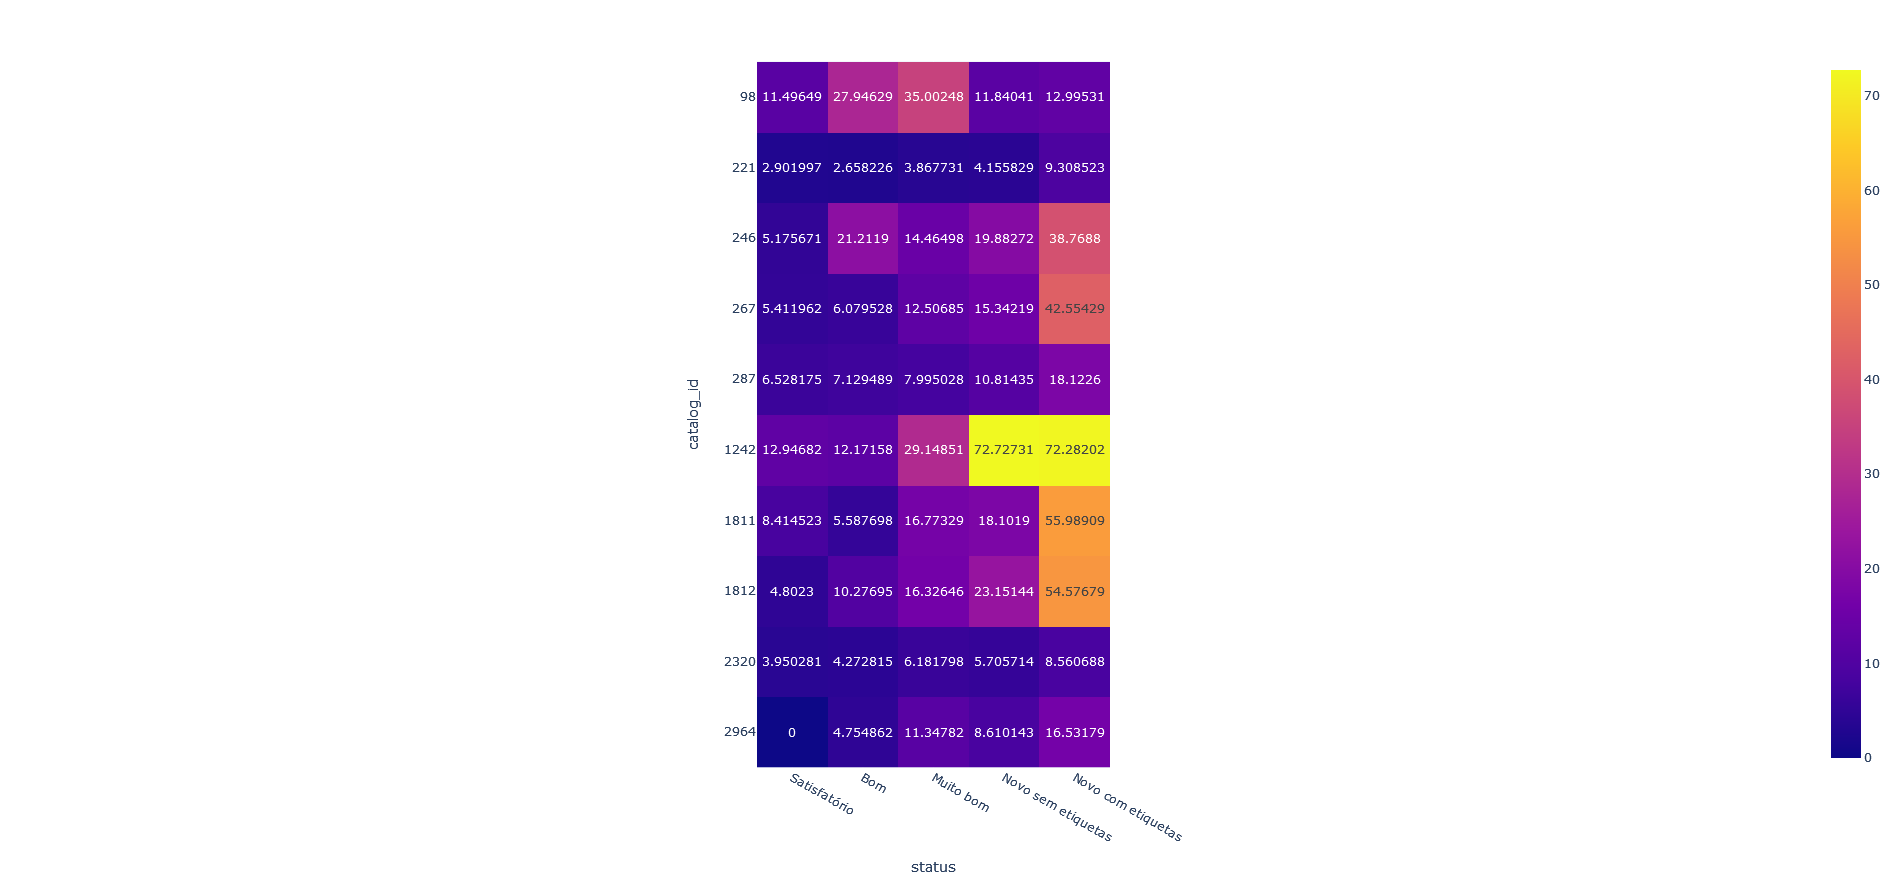 98 11.49649 27.94629 35.00248 11.84041 12.99531
221 2.901997 2.658226 3.867731 4.155829 9.308523
246 5.175671 21.2119 14.46498 19.88272 38.7688
267 5.411962 6.079528 12.50685 15.34219 42.55429
287 6.528175 7.129489 7.995028 10.81435 18.1226
1242 12.94682 12.17158 29.14851 72.72731 72.28202
1811 8.414523 5.587698 16.77329 18.1019 55.98909
1812 4.8023 10.27695 16.32646 23.15144 54.57679
2320 3.950281 4.272815 6.181798 5.705714 8.560688
2964 0 4.754862 11.34782 8.610143 16.53179
catalog_id
Satisfatório
Bom
Muito bom
Novo sem etiquetas
Novo com etiquetas
status
70
60
50
40
30
20
10
0